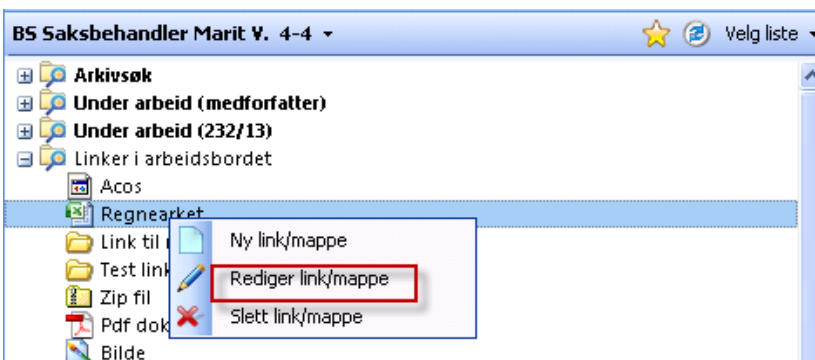 BS Saksbehandler Marit V. 4-4 Velg liste
Arkivsøk
Under arbeid (medforfatter)
Under arbeid (232/13)
Linker i arbeidsbordet
Acos
Regnearket
Link til
Ny link/mappe
Test link
Rediger link/mappe
Zip fil
Pdf dok
Slett link/mappe
Bilde